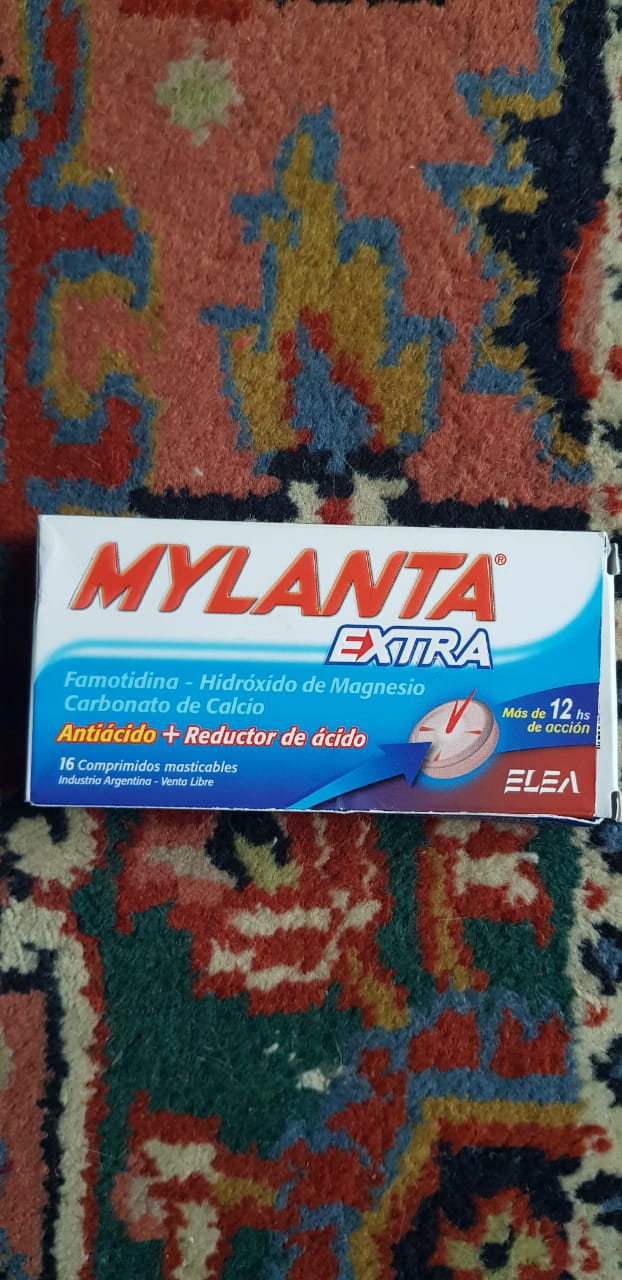 MYLANTA®
EXTRA
Famotidina - Hidróxido de Magnesio
Carbonato de Calcio
Antiácido + Reductor de ácido
16 Comprimidos masticables
Industria Argentina - Venta Libre
Más de 12 hs
de acción
ELEA